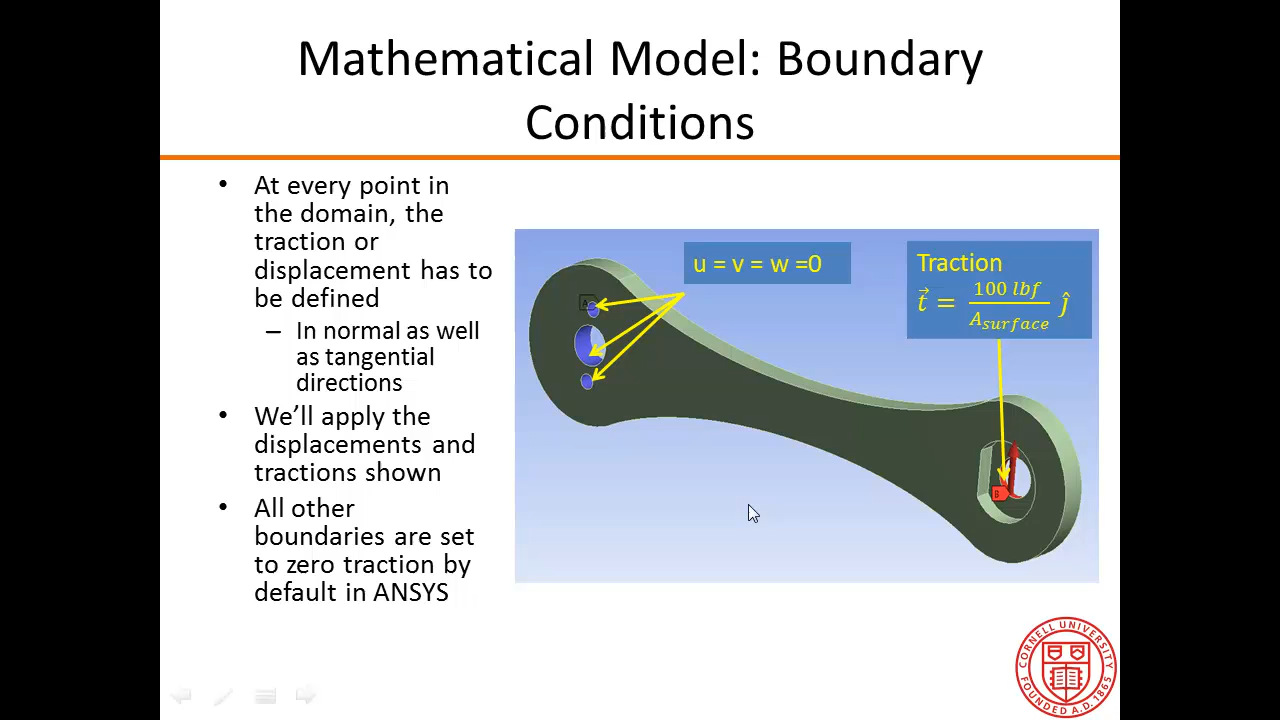 Mathematical Model: Boundary
Conditions
• At every point in
the domain, the
traction or
displacement has to
be defined
– In normal as well
as tangential
directions
• We’ll apply the
displacements and
tractions shown
• All other
boundaries are set
to zero traction by
default in ANSYS
u = v = w =0
Traction
t⃗ = 100 lbf / A_surface ĵ
A
B
CORNELL UNIVERSITY
FOUNDED A.D. 1865